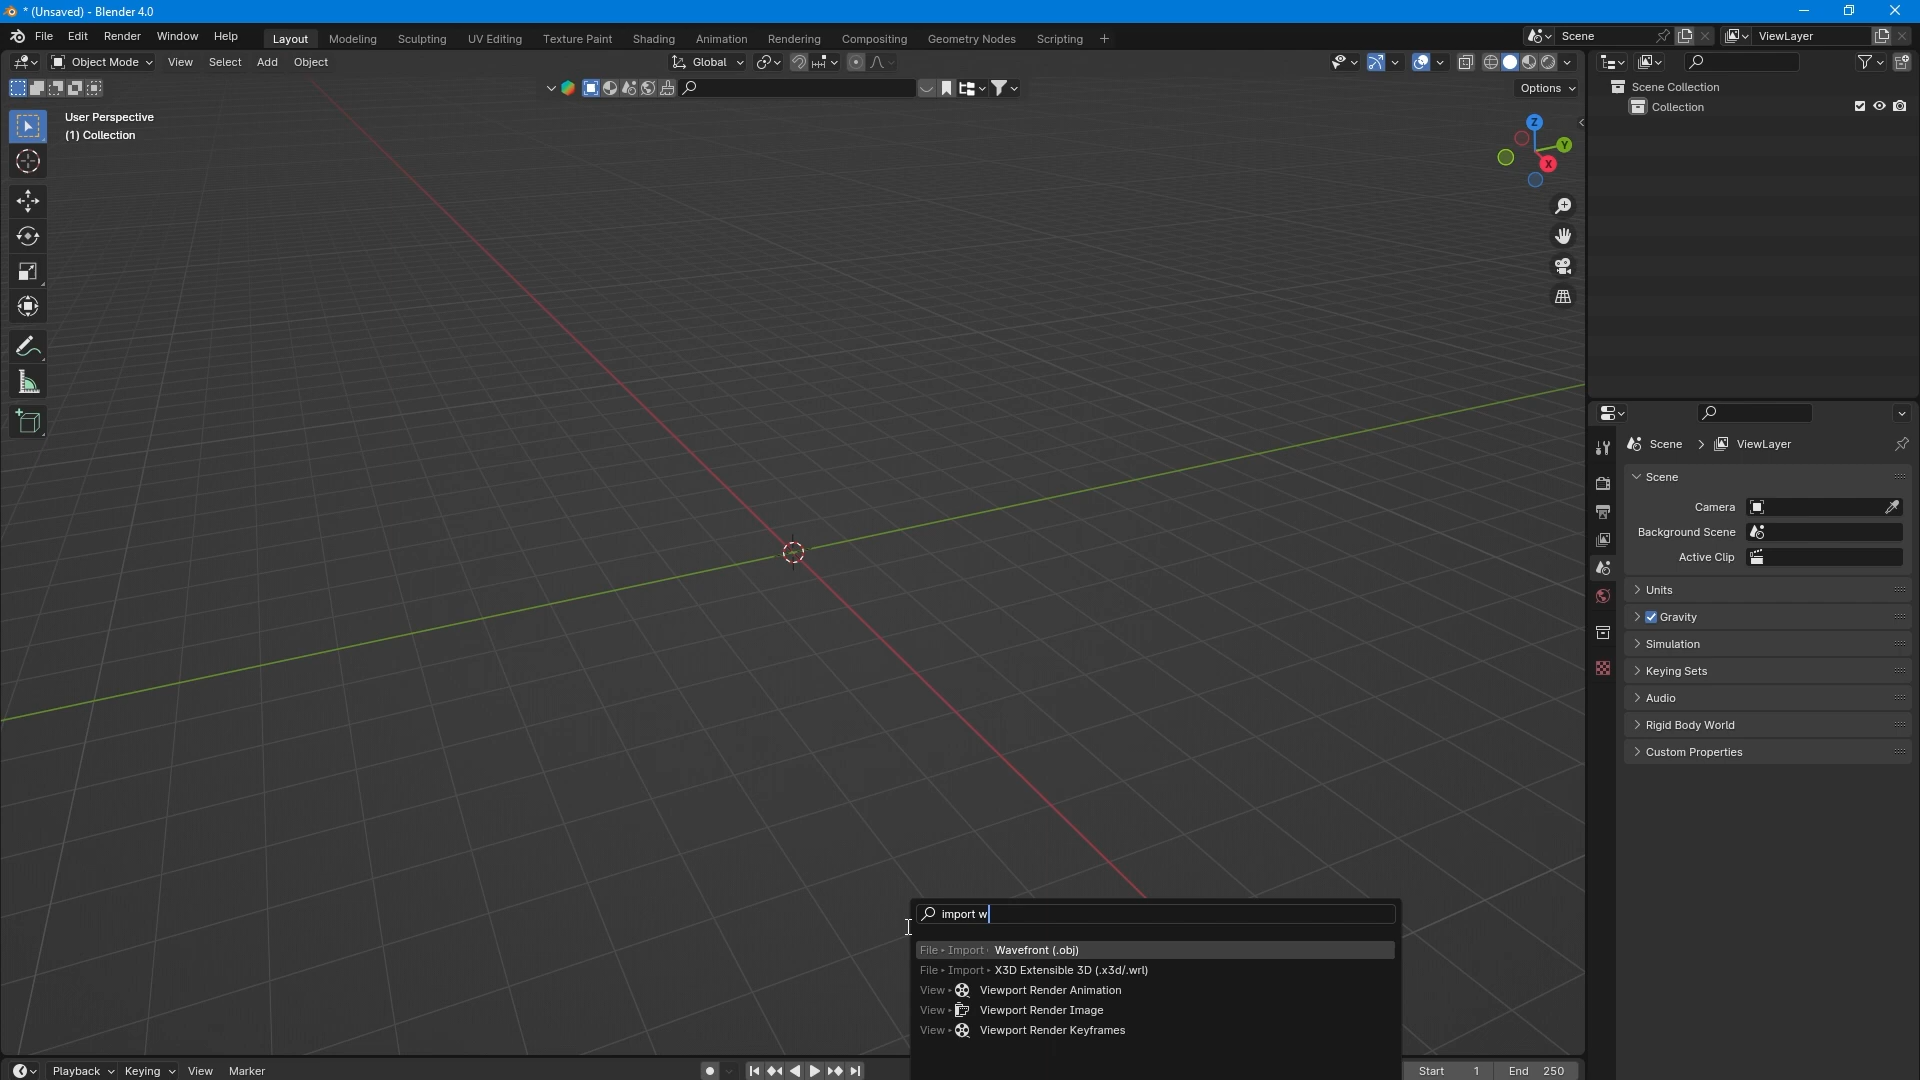 * (Unsaved) - Blender 4.0
File Edit Render Window Help Layout Modeling Sculpting UV Editing Texture Paint Shading Animation Rendering Compositing Geometry Nodes Scripting + Scene ViewLayer
Object Mode View Select Add Object Global
Options
User Perspective
(1) Collection
Z
Y
X
Scene Collection
Collection
Scene > ViewLayer
Scene
Camera
Background Scene
Active Clip
Units
Gravity
Simulation
Keying Sets
Audio
Rigid Body World
Custom Properties
import w
File ▸ Import ▸ Wavefront (.obj)
File ▸ Import ▸ X3D Extensible 3D (.x3d/.wrl)
View ▸ Viewport Render Animation
View ▸ Viewport Render Image
View ▸ Viewport Render Keyframes
Playback Keying View Marker Start 1 End 250